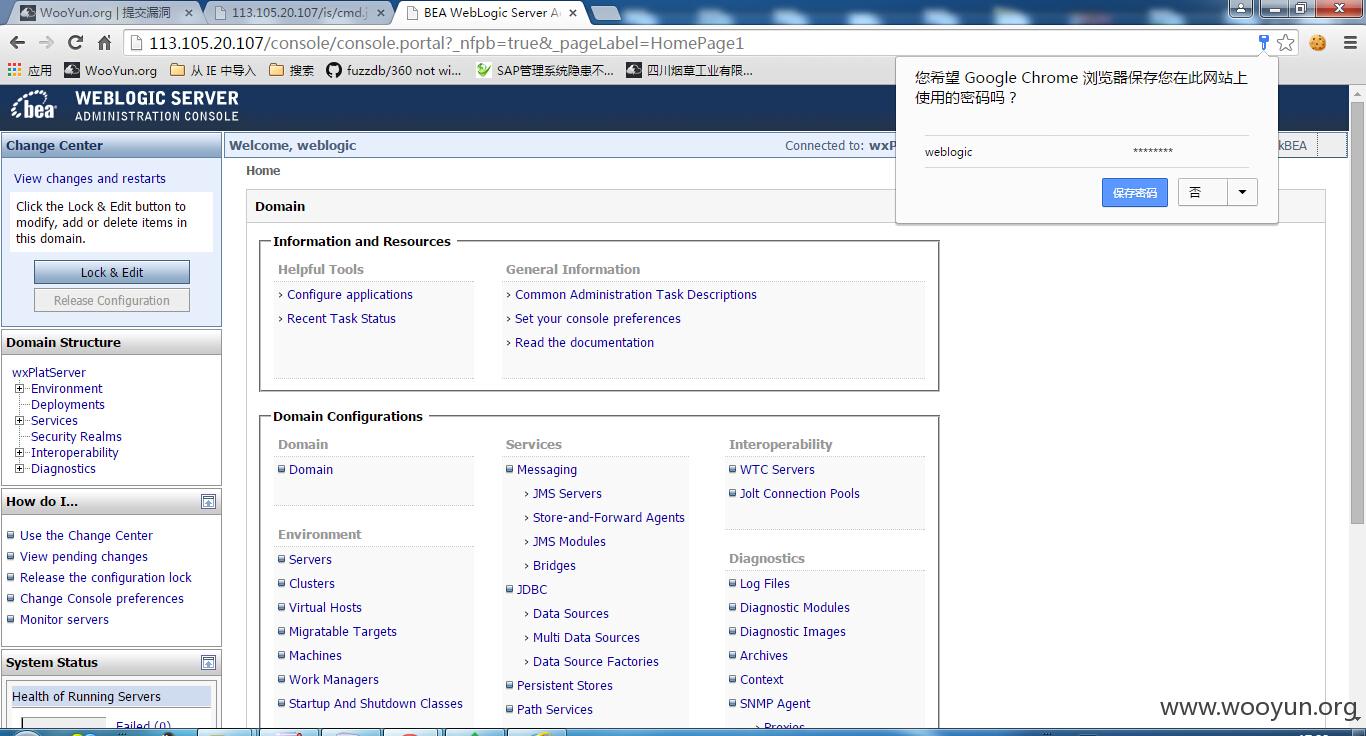 WooYun.org | 提交漏洞
113.105.20.107/is/cmd.j
BEA WebLogic Server A
113.105.20.107/console/console.portal?_nfpb=true&_pageLabel=HomePage1
应用
WooYun.org
从 IE 中导入
搜索
fuzzdb/360 not wi...
SAP管理系统隐患不...
四川烟草工业有限...
您希望 Google Chrome 浏览器保存您在此网站上
使用的密码吗？
weblogic ********
保存密码
否
bea
WEBLOGIC SERVER
ADMINISTRATION CONSOLE
Change Center
View changes and restarts
Click the Lock & Edit button to
modify, add or delete items in
this domain.
Lock & Edit
Release Configuration
Domain Structure
wxPlatServer
Environment
Deployments
Services
Security Realms
Interoperability
Diagnostics
How do I...
Use the Change Center
View pending changes
Release the configuration lock
Change Console preferences
Monitor servers
System Status
Health of Running Servers
Failed (0)
Welcome, weblogic
Connected to: wxP
kBEA
Home
Domain
Information and Resources
Helpful Tools
Configure applications
Recent Task Status
General Information
Common Administration Task Descriptions
Set your console preferences
Read the documentation
Domain Configurations
Domain
Domain
Environment
Servers
Clusters
Virtual Hosts
Migratable Targets
Machines
Work Managers
Startup And Shutdown Classes
Services
Messaging
JMS Servers
Store-and-Forward Agents
JMS Modules
Bridges
JDBC
Data Sources
Multi Data Sources
Data Source Factories
Persistent Stores
Path Services
Interoperability
WTC Servers
Jolt Connection Pools
Diagnostics
Log Files
Diagnostic Modules
Diagnostic Images
Archives
Context
SNMP Agent
Proxies
www.wooyun.org